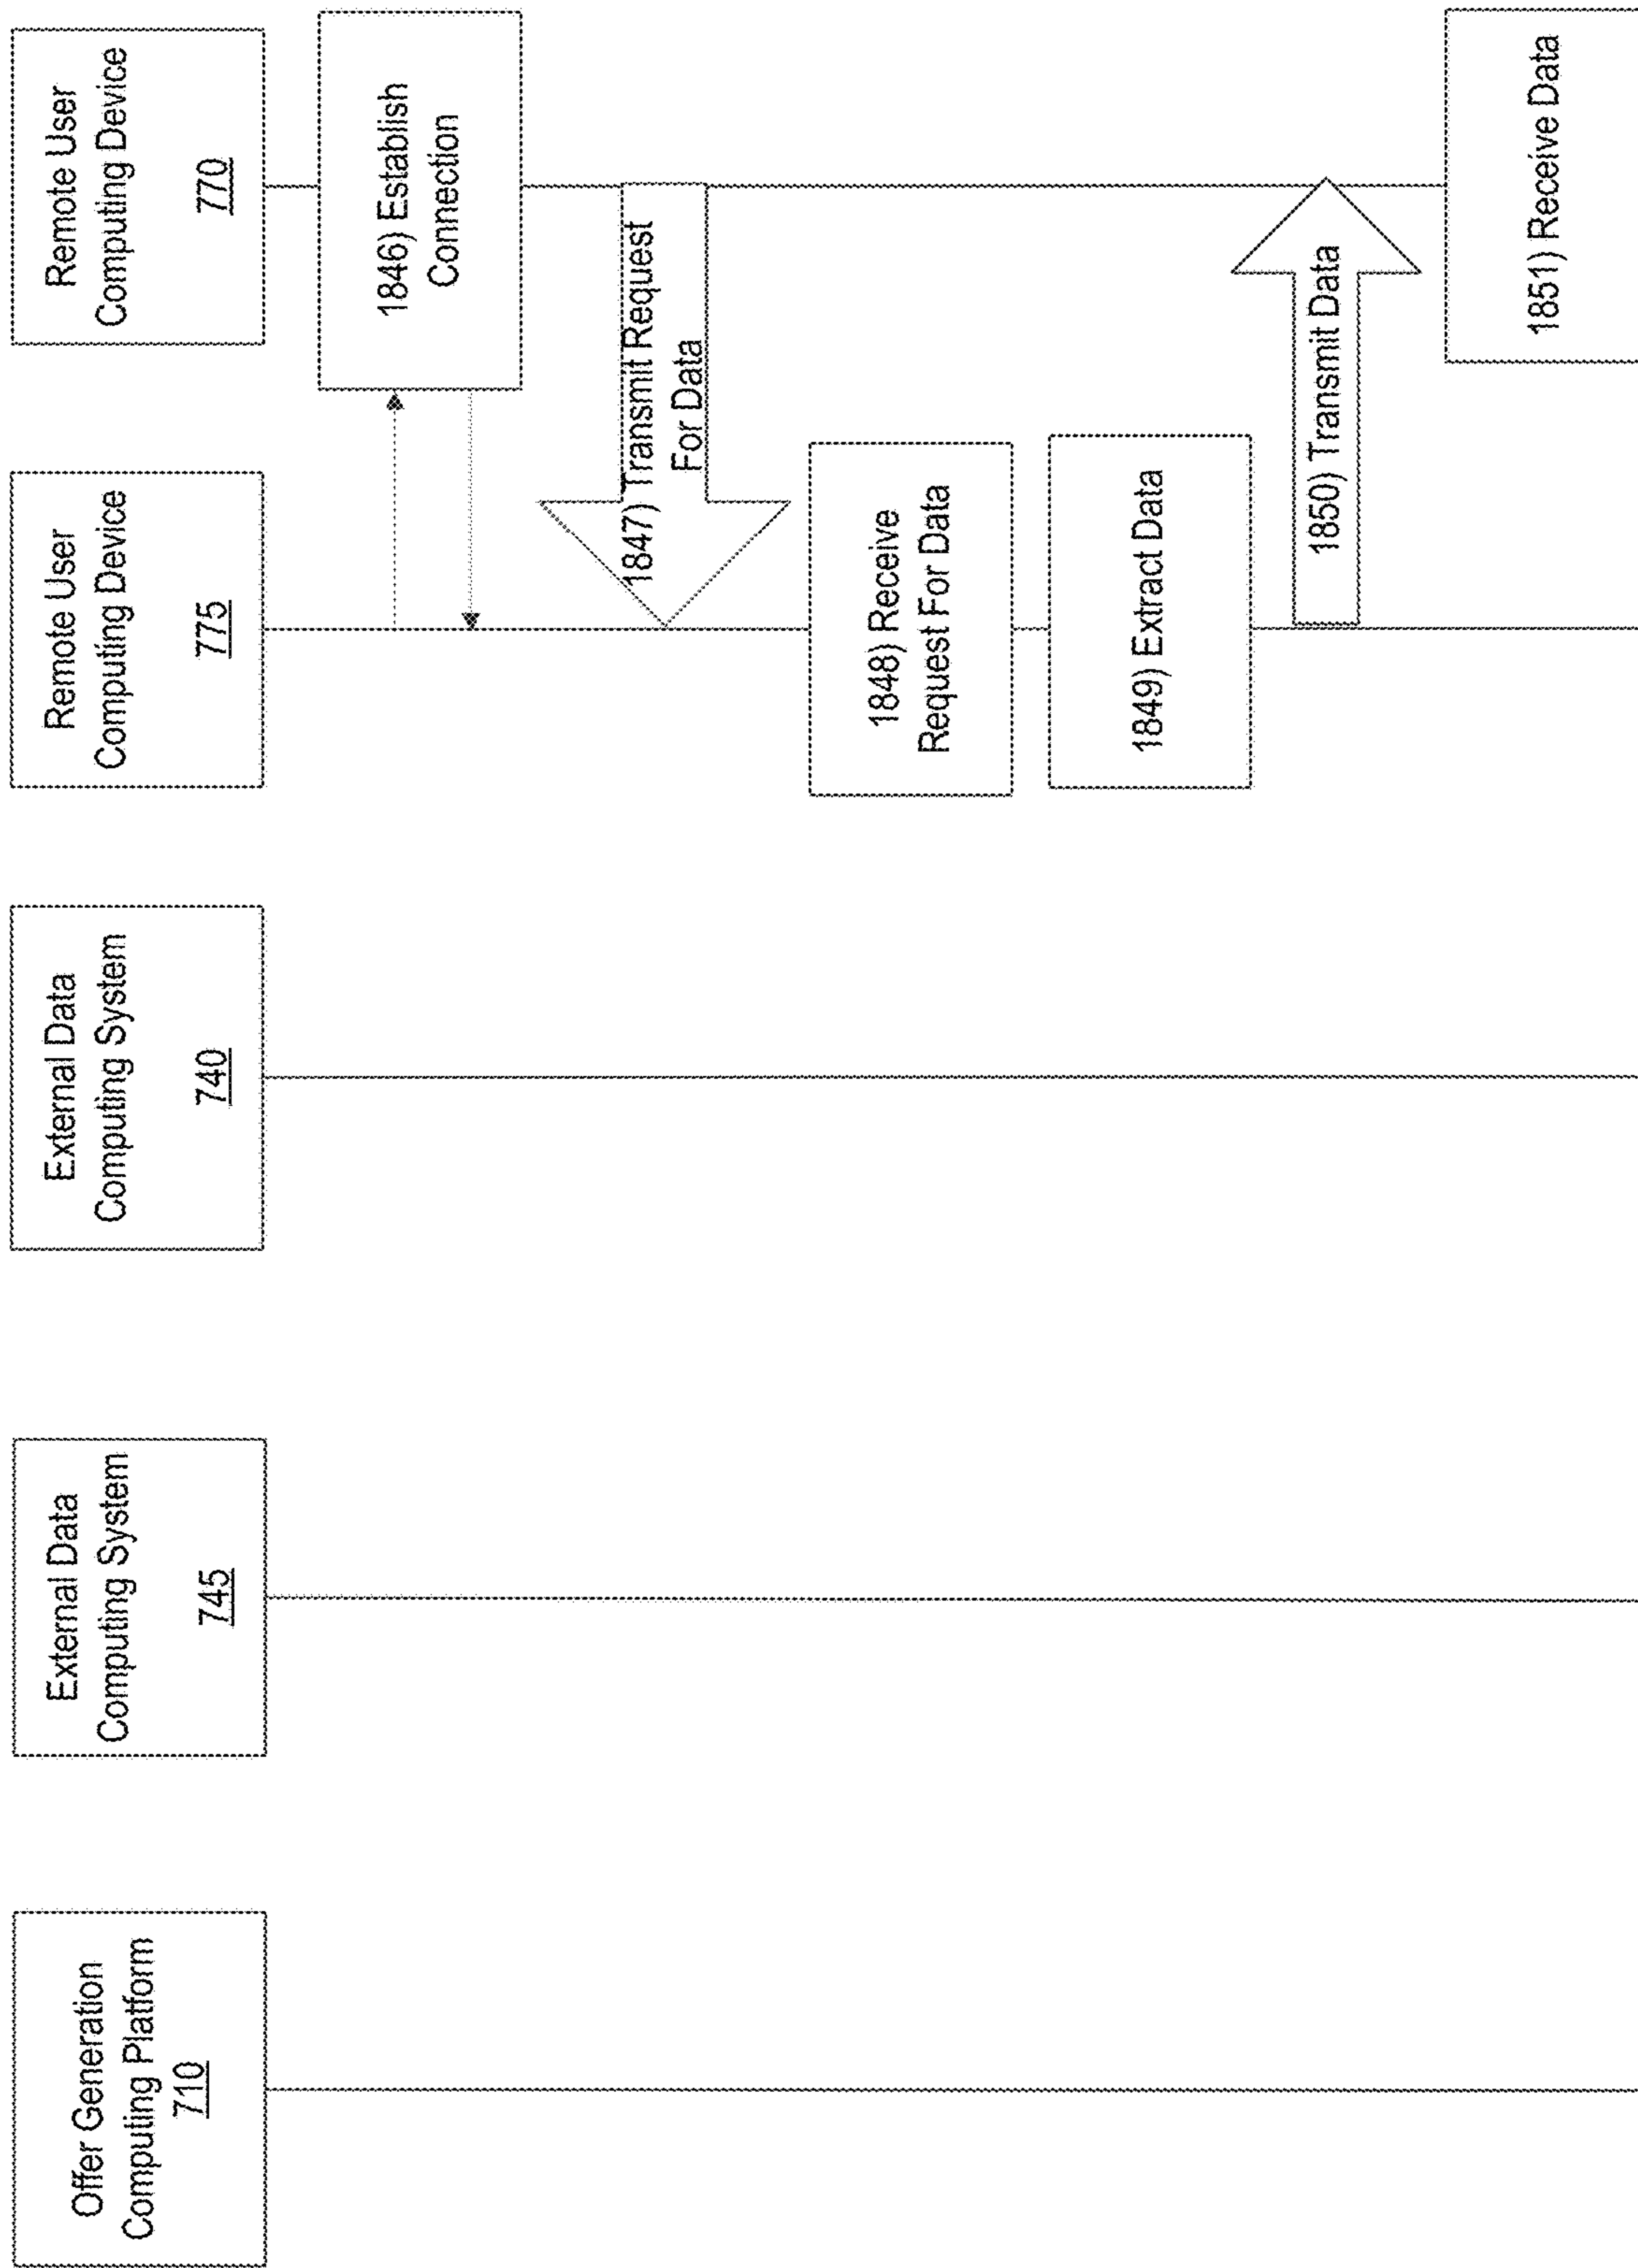 Offer Generation
Computing Platform
710
External Data
Computing System
745
External Data
Computing System
740
Remote User
Computing Device
775
Remote User
Computing Device
770
1846) Establish
Connection
1847) Transmit Request
For Data
1848) Receive
Request For Data
1849) Extract Data
1850) Transmit Data
1851) Receive Data